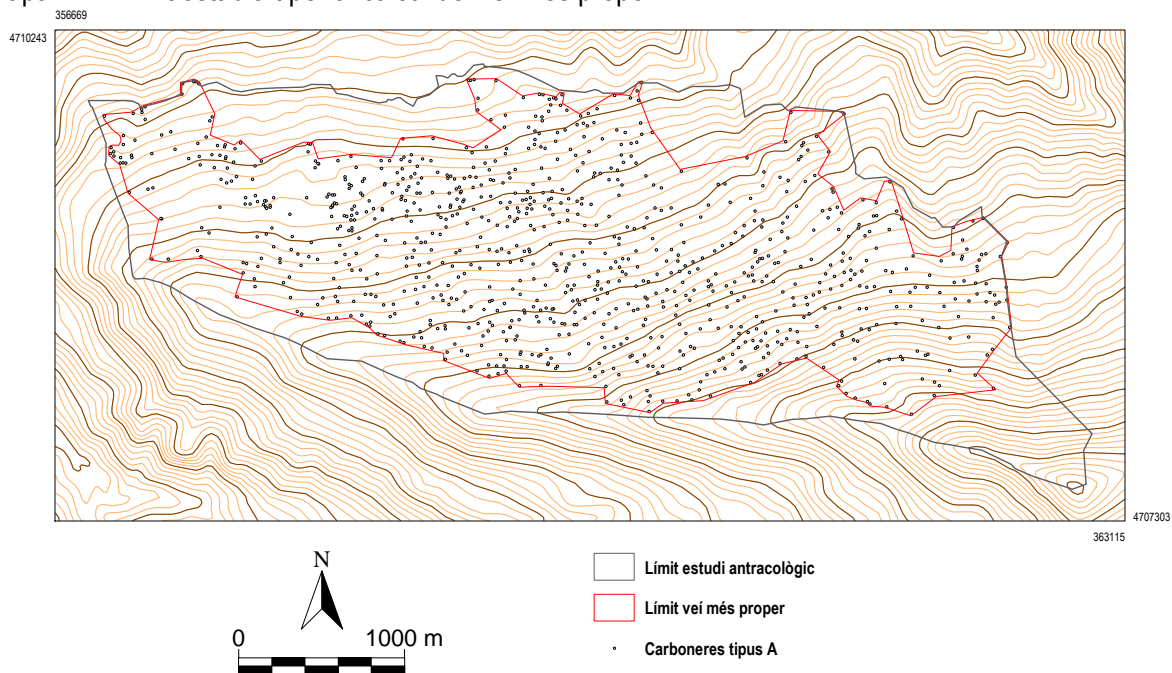 356669
4710243
4707303
363115
N
0 1000 m
Límit estudi antracològic
Límit veí més proper
Carboneres tipus A